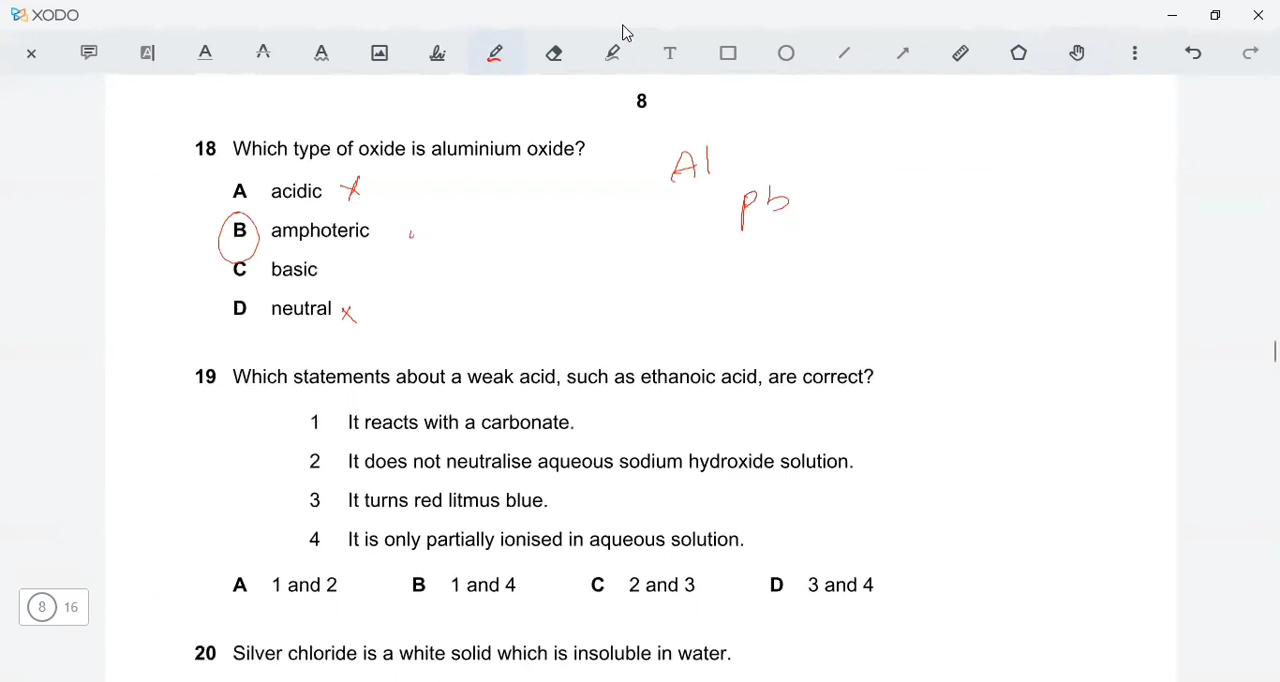 XODO
8
18 Which type of oxide is aluminium oxide?
Al
A acidic x
Pb
B amphoteric
C basic
D neutral x
19 Which statements about a weak acid, such as ethanoic acid, are correct?
1 It reacts with a carbonate.
2 It does not neutralise aqueous sodium hydroxide solution.
3 It turns red litmus blue.
4 It is only partially ionised in aqueous solution.
A 1 and 2 B 1 and 4 C 2 and 3 D 3 and 4
8 16
20 Silver chloride is a white solid which is insoluble in water.